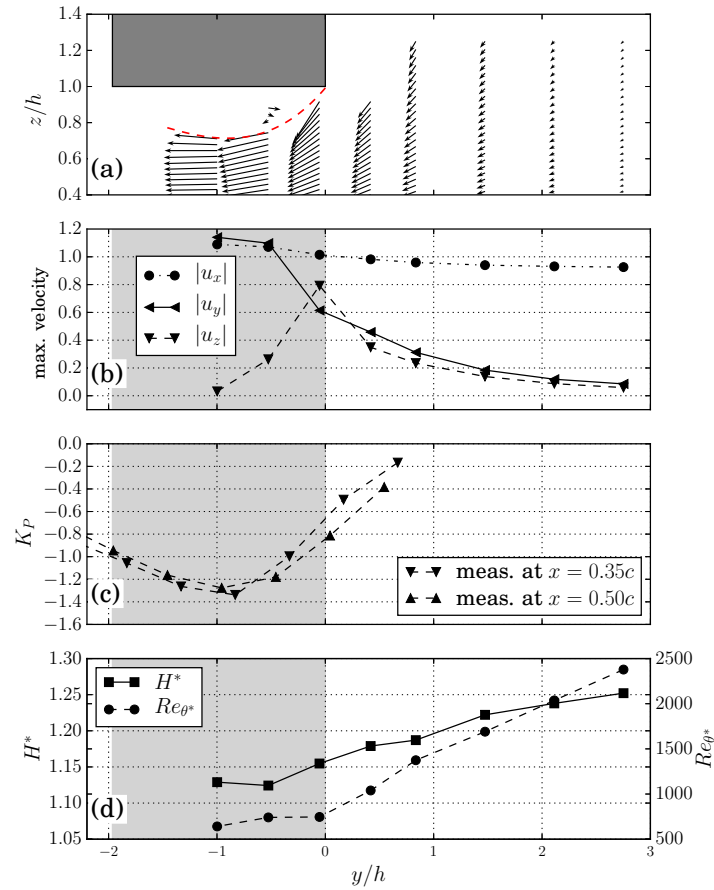 1.4
1.2
1.0
0.8
0.6
0.4
z/h
(a)
1.2
1.0
0.8
0.6
0.4
0.2
0.0
max. velocity
|u_x|
|u_y|
|u_z|
(b)
0.0
−0.2
−0.4
−0.6
−0.8
−1.0
−1.2
−1.4
−1.6
K_P
meas. at x = 0.35c
meas. at x = 0.50c
(c)
1.30
1.25
1.20
1.15
1.10
1.05
H*
H*
Re_θ*
(d)
2500
2000
1500
1000
500
Re_θ*
−2 −1 0 1 2 3
y/h